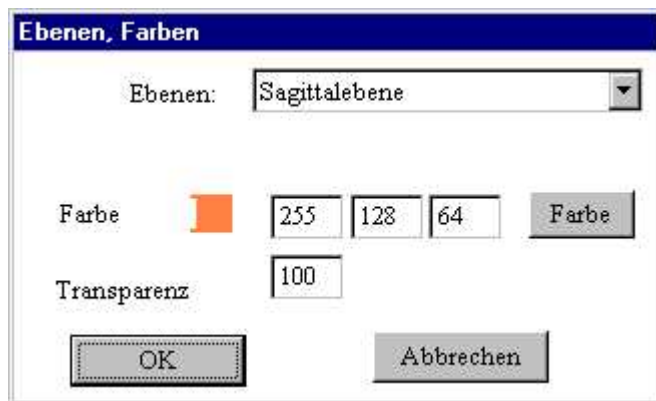 Ebenen, Farben
Ebenen: Sagittalebene
Farbe 255 128 64 Farbe
Transparenz 100
OK Abbrechen